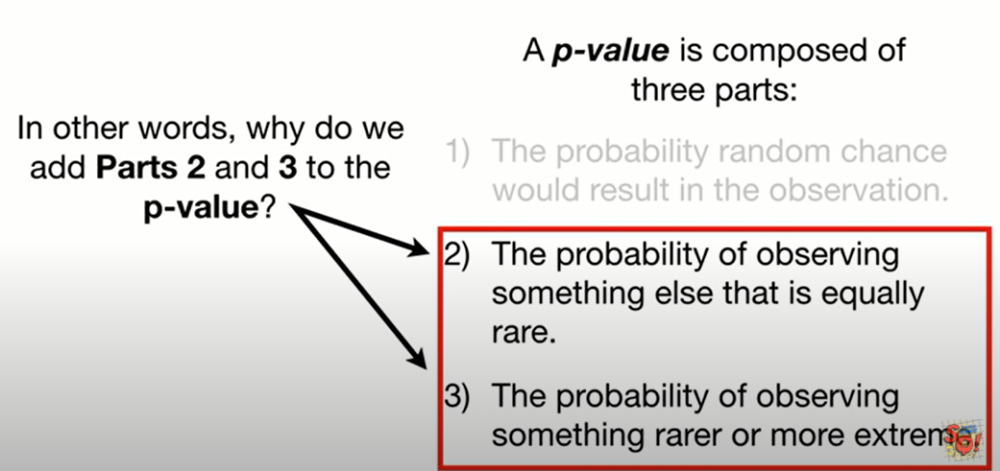 A p-value is composed of
three parts:
In other words, why do we
add Parts 2 and 3 to the
p-value?
1) The probability random chance
would result in the observation.
2) The probability of observing
something else that is equally
rare.
3) The probability of observing
something rarer or more extreme
SQ!